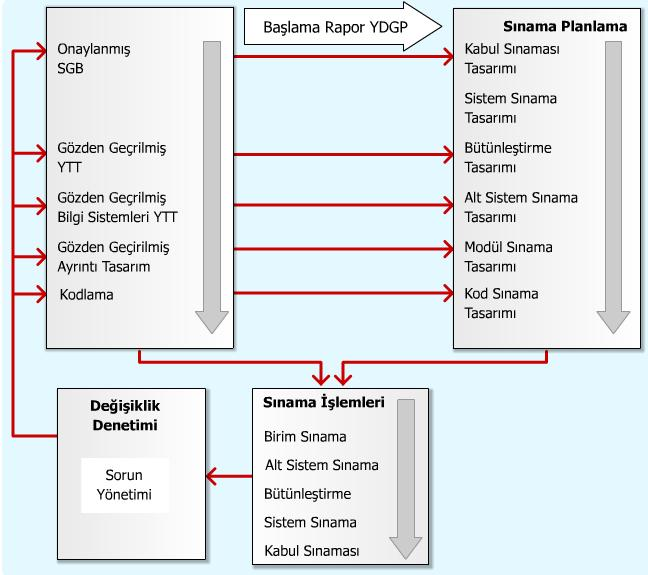 Başlama Rapor YDGP
Onaylanmış
SGB
Gözden Geçrilmiş
YTT
Gözden Geçrilmiş
Bilgi Sistemleri YTT
Gözden Geçirilmiş
Ayrıntı Tasarım
Kodlama
Sınama Planlama
Kabul Sınaması
Tasarımı
Sistem Sınama
Tasarımı
Bütünleştirme
Tasarımı
Alt Sistem Sınama
Tasarımı
Modül Sınama
Tasarımı
Kod Sınama
Tasarımı
Değişiklik
Denetimi
Sorun
Yönetimi
Sınama İşlemleri
Birim Sınama
Alt Sistem Sınama
Bütünleştirme
Sistem Sınama
Kabul Sınaması